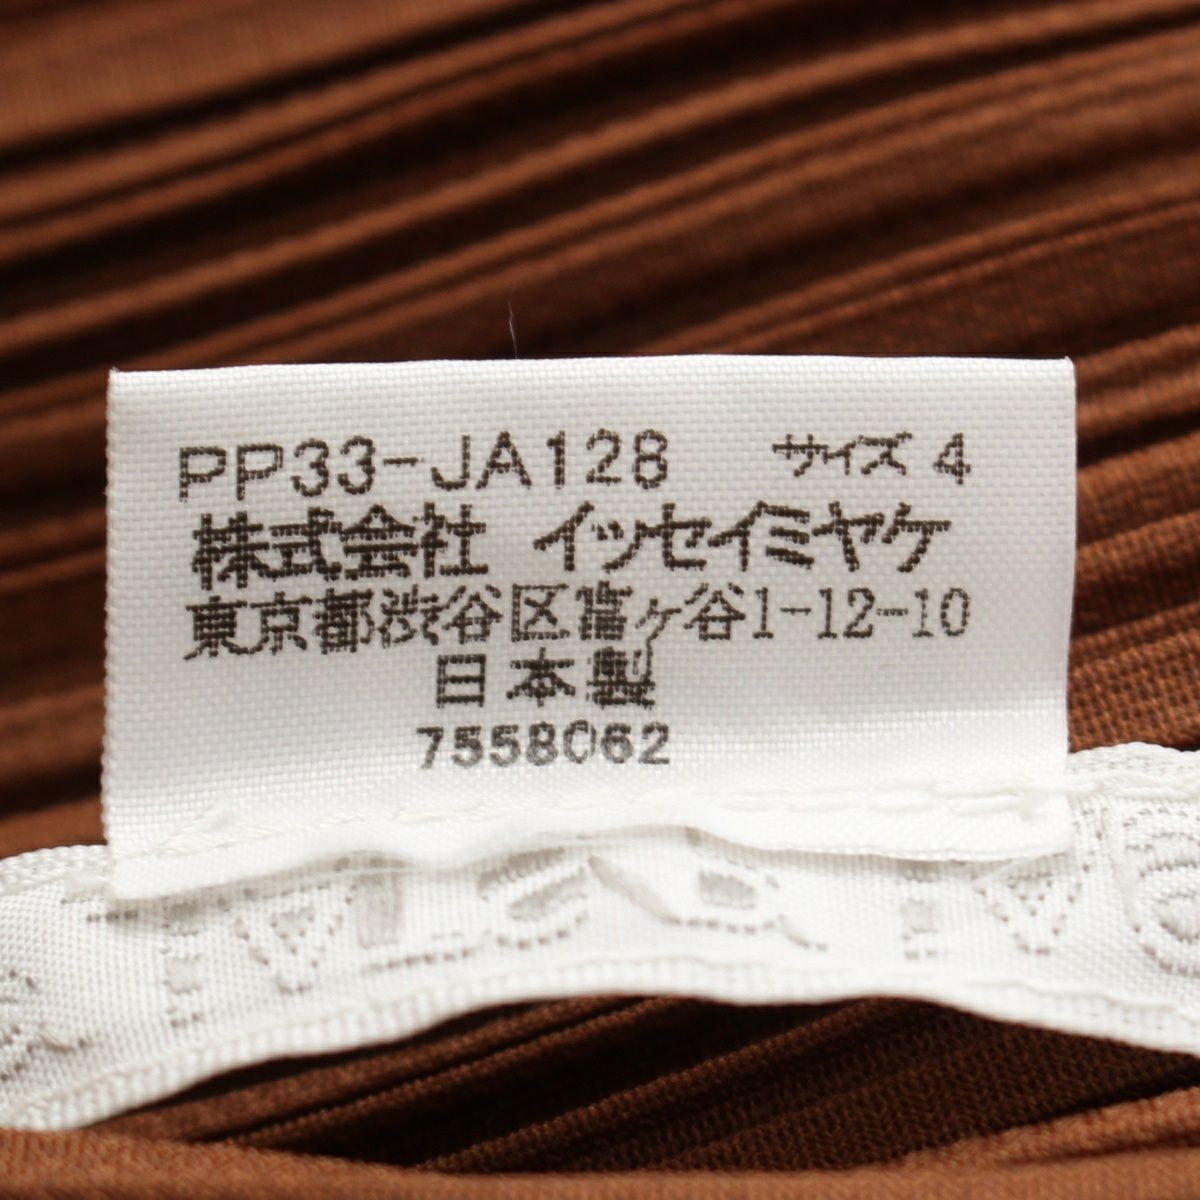 PP33-JA128 サイズ 4
株式会社 イッセイミヤケ
東京都渋谷区富ヶ谷1-12-10
日本製
7558062